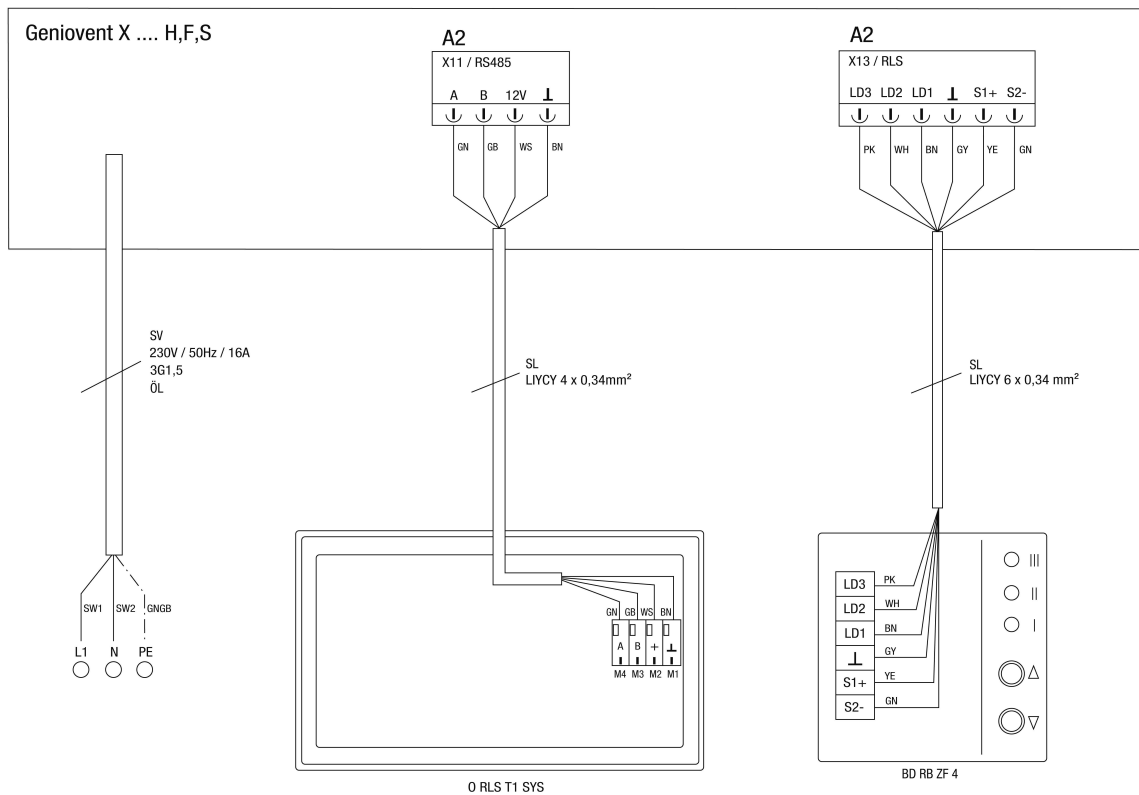 Geniovent X .... H,F,S
A2
X11 / RS485
A B 12V ⊥
GN GB WS BN
A2
X13 / RLS
LD3 LD2 LD1 ⊥ S1+ S2-
PK WH BN GY YE GN
SV
230V / 50Hz / 16A
3G1,5
ÖL
SL
LIYCY 4 x 0,34mm²
SL
LIYCY 6 x 0,34 mm²
SW1 SW2 GNGB
L1 N PE
GN GB WS BN
A B + ⊥
M4 M3 M2 M1
O RLS T1 SYS
LD3 PK
LD2 WH
LD1 BN
⊥ GY
S1+ YE
S2- GN
III
II
I
△
▽
BD RB ZF 4